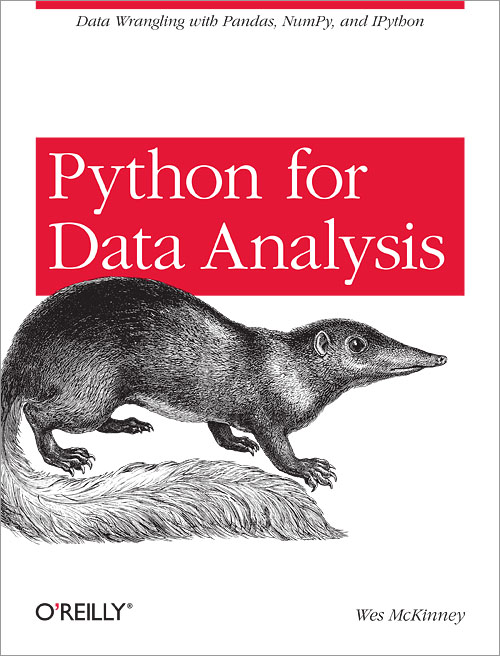 Data Wrangling with Pandas, NumPy, and IPython
Python for
Data Analysis
O'REILLY®
Wes McKinney